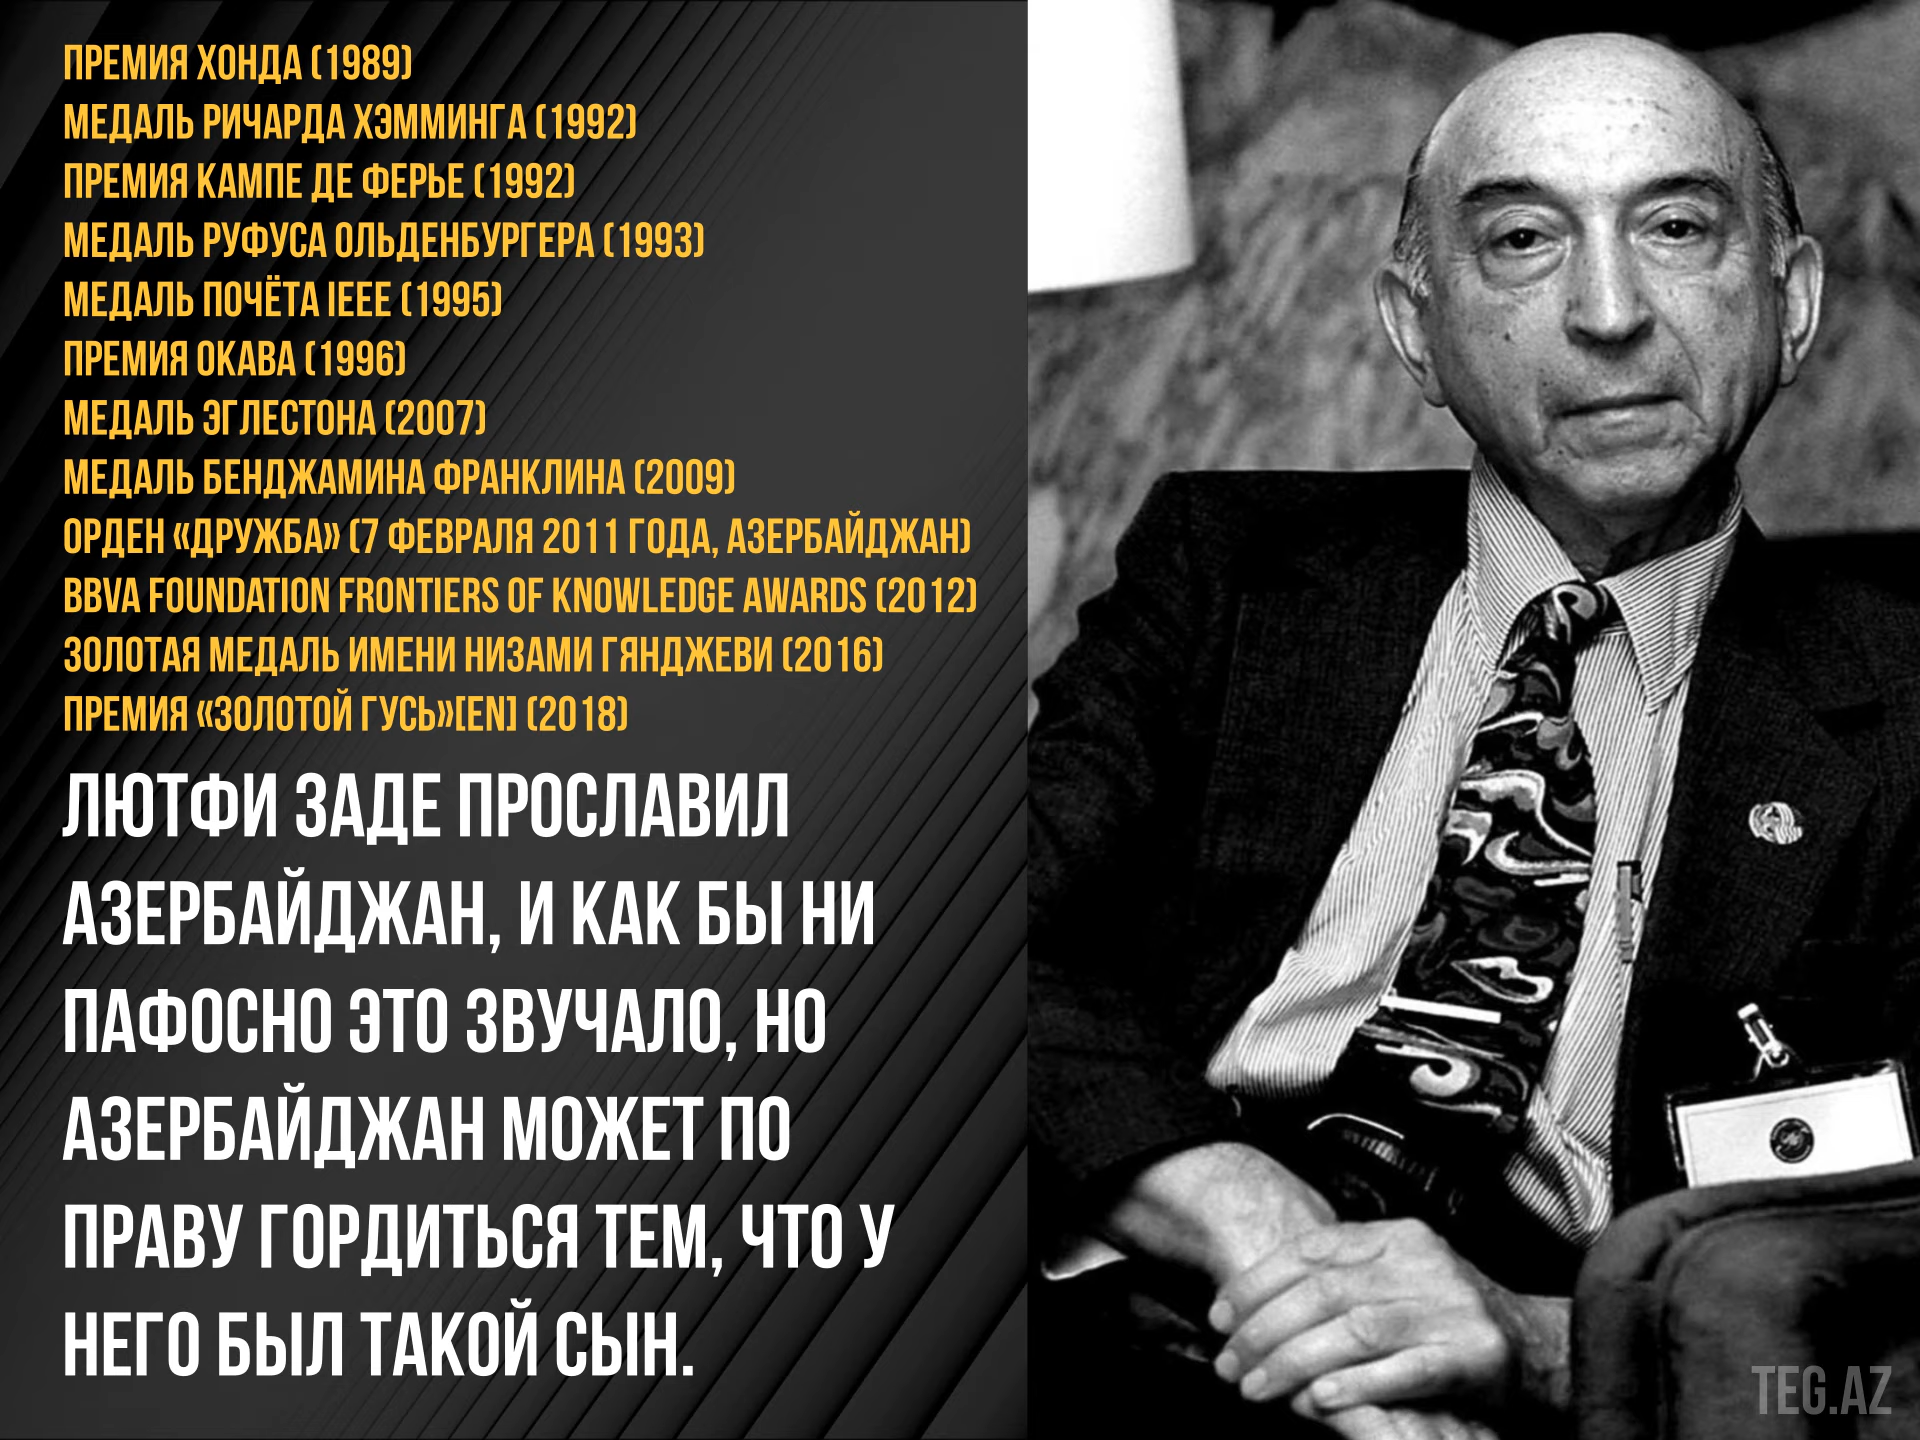 ПРЕМИЯ ХОНДА (1989)
МЕДАЛЬ РИЧАРДА ХЭММИНГА (1992)
ПРЕМИЯ КАМПЕ ДЕ ФЕРЬЕ (1992)
МЕДАЛЬ РУФУСА ОЛЬДЕНБУРГЕРА (1993)
МЕДАЛЬ ПОЧЁТА IEEE (1995)
ПРЕМИЯ ОКАВА (1996)
МЕДАЛЬ ЭГЛЕСТОНА (2007)
МЕДАЛЬ БЕНДЖАМИНА ФРАНКЛИНА (2009)
ОРДЕН «ДРУЖБА» (7 ФЕВРАЛЯ 2011 ГОДА, АЗЕРБАЙДЖАН)
BBVA FOUNDATION FRONTIERS OF KNOWLEDGE AWARDS (2012)
ЗОЛОТАЯ МЕДАЛЬ ИМЕНИ НИЗАМИ ГЯНДЖЕВИ (2016)
ПРЕМИЯ «ЗОЛОТОЙ ГУСЬ»[EN] (2018)
ЛЮТФИ ЗАДЕ ПРОСЛАВИЛ
АЗЕРБАЙДЖАН, И КАК БЫ НИ
ПАФОСНО ЭТО ЗВУЧАЛО, НО
АЗЕРБАЙДЖАН МОЖЕТ ПО
ПРАВУ ГОРДИТЬСЯ ТЕМ, ЧТО У
НЕГО БЫЛ ТАКОЙ СЫН.
TEG.AZ